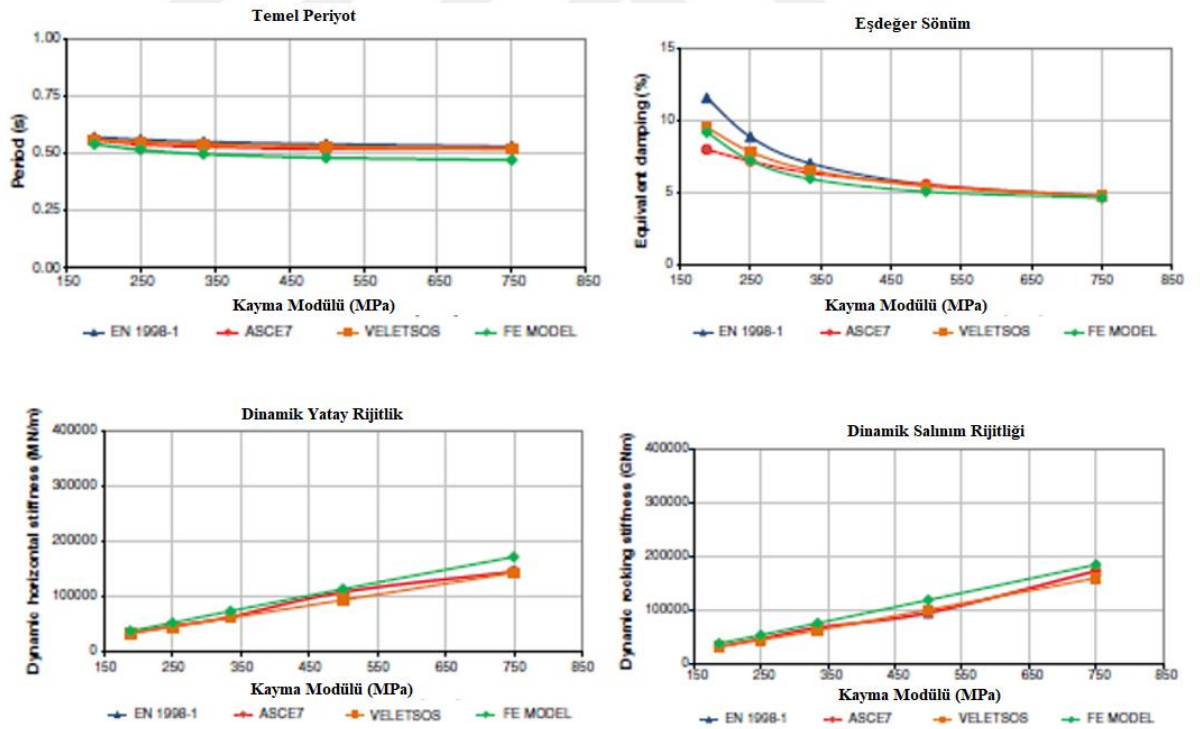 Temel Periyot
1.00
0.75
0.50
0.25
0.00
Period (s)
150 250 350 450 550 650 750 850
Kayma Modülü (MPa)
EN 1998-1 ASCE7 VELETSOS FE MODEL
Eşdeğer Sönüm
15
10
5
0
Equivalent damping (%)
150 250 350 450 550 650 750 850
Kayma Modülü (MPa)
EN 1998-1 ASCE7 VELETSOS FE MODEL
Dinamik Yatay Rijitlik
400000
300000
200000
100000
0
Dynamic horizontal stiffness (MN/m)
150 250 350 450 550 650 750 850
Kayma Modülü (MPa)
EN 1998-1 ASCE7 VELETSOS FE MODEL
Dinamik Salınım Rijitliği
400000
300000
200000
100000
0
Dynamic rocking stiffness (GNm)
150 250 350 450 550 650 750 850
Kayma Modülü (MPa)
EN 1998-1 ASCE7 VELETSOS FE MODEL